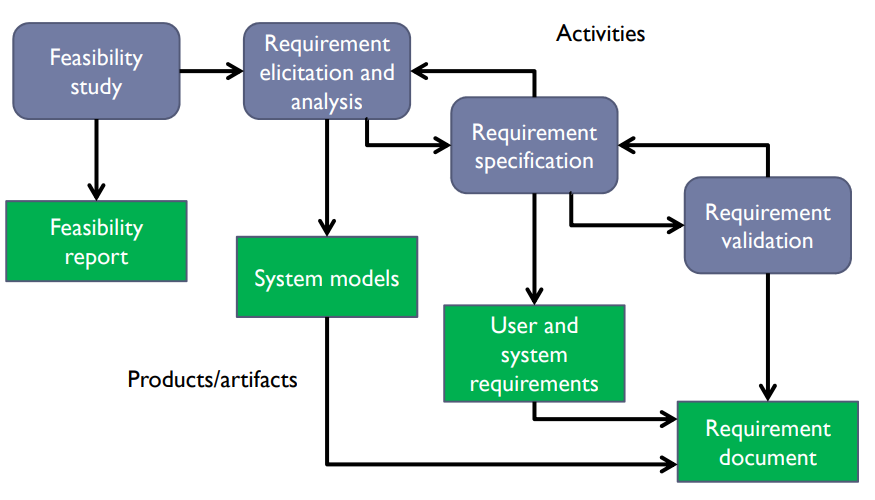 Activities
Feasibility
study
Requirement
elicitation and
analysis
Requirement
specification
Requirement
validation
Feasibility
report
System models
User and
system
requirements
Products/artifacts
Requirement
document